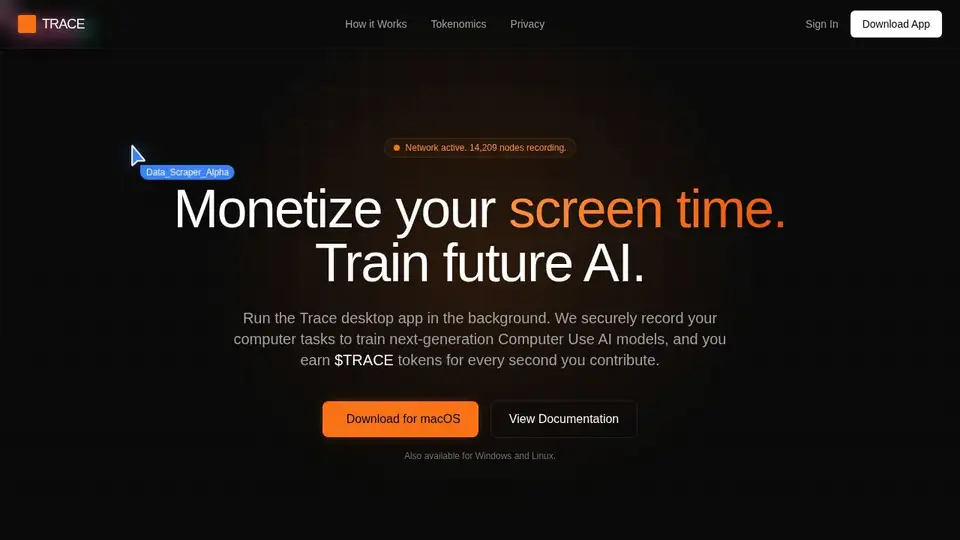 TRACE
How it Works
Tokenomics
Privacy
Sign In
Download App
Network active. 14,209 nodes recording.
Data_Scraper_Alpha
Monetize your screen time.
Train future AI.
Run the Trace desktop app in the background. We securely record your
computer tasks to train next-generation Computer Use AI models, and you
earn $TRACE tokens for every second you contribute.
Download for macOS
View Documentation
Also available for Windows and Linux.